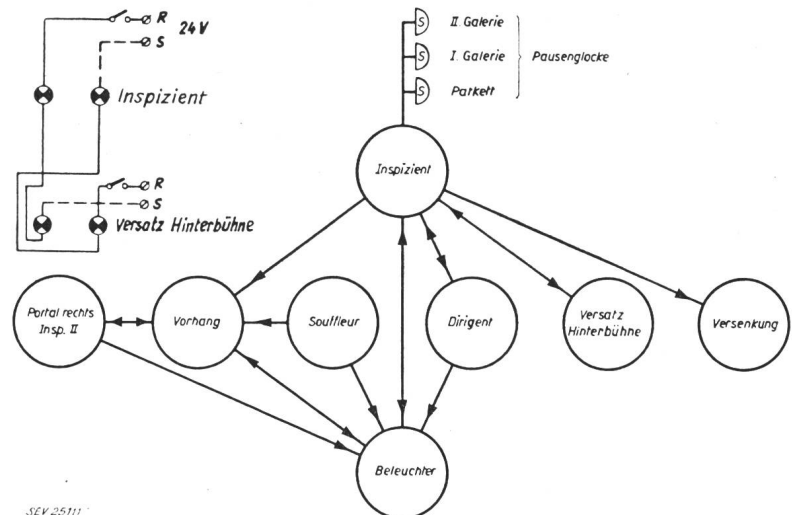 R
24V
S
Inspizient
R
S
Versatz Hinterbühne
S
II. Galerie
S
I. Galerie
S
Parkett
Pausenglocke
Inspizient
Portal rechts
Insp. II
Vorhang
Souffleur
Dirigent
Versatz
Hinterbühne
Versenkung
Beleuchter
SEV 25111